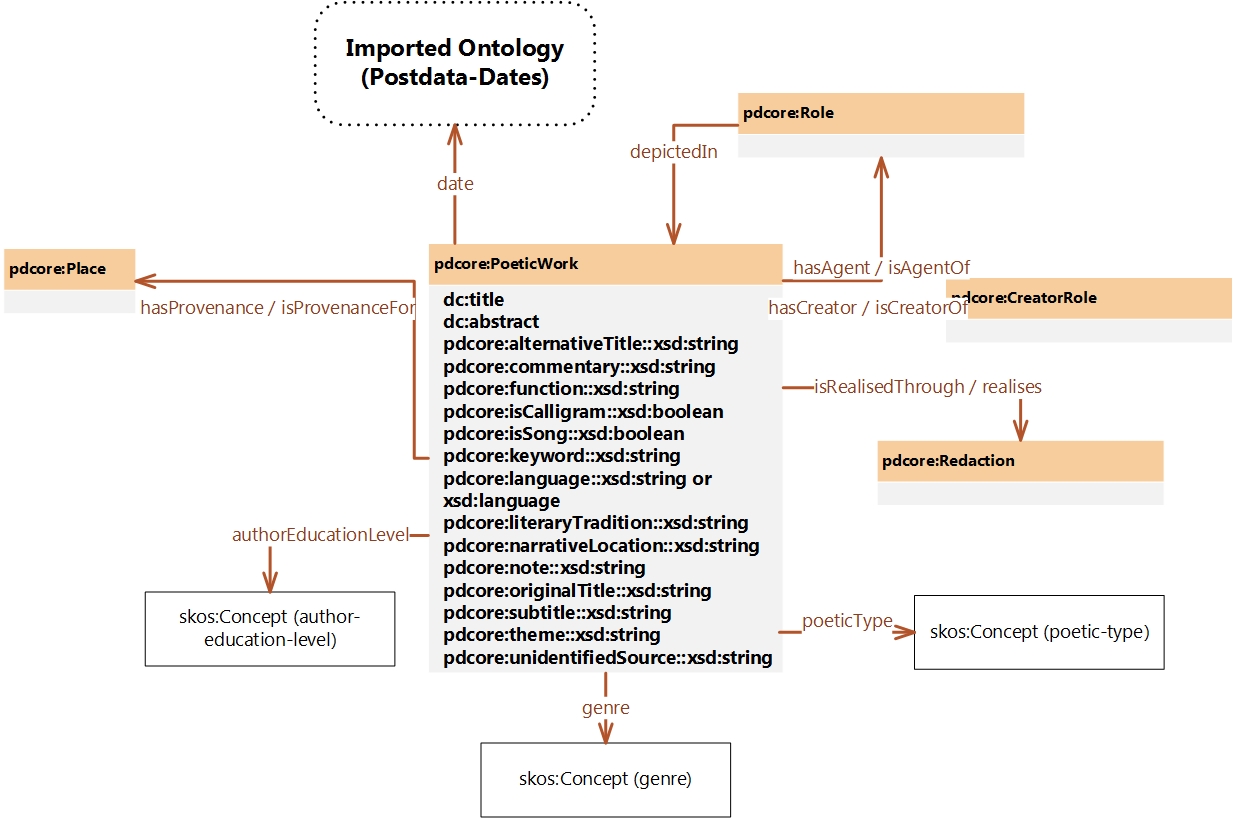 Imported Ontology
(Postdata-Dates)
pdcore:Role
depictedIn
date
pdcore:Place
hasProvenance / isProvenanceFor
pdcore:PoeticWork
dc:title
dc:abstract
pdcore:alternativeTitle::xsd:string
pdcore:commentary::xsd:string
pdcore:function::xsd:string
pdcore:isCalligram::xsd:boolean
pdcore:isSong::xsd:boolean
pdcore:keyword::xsd:string
pdcore:language::xsd:string or
xsd:language
pdcore:literaryTradition::xsd:string
pdcore:narrativeLocation::xsd:string
pdcore:note::xsd:string
pdcore:originalTitle::xsd:string
pdcore:subtitle::xsd:string
pdcore:theme::xsd:string
pdcore:unidentifiedSource::xsd:string
hasAgent / isAgentOf
hasCreator / isCreatorOf
pdcore:CreatorRole
isRealisedThrough / realises
pdcore:Redaction
authorEducationLevel
skos:Concept (author-
education-level)
poeticType
skos:Concept (poetic-type)
genre
skos:Concept (genre)